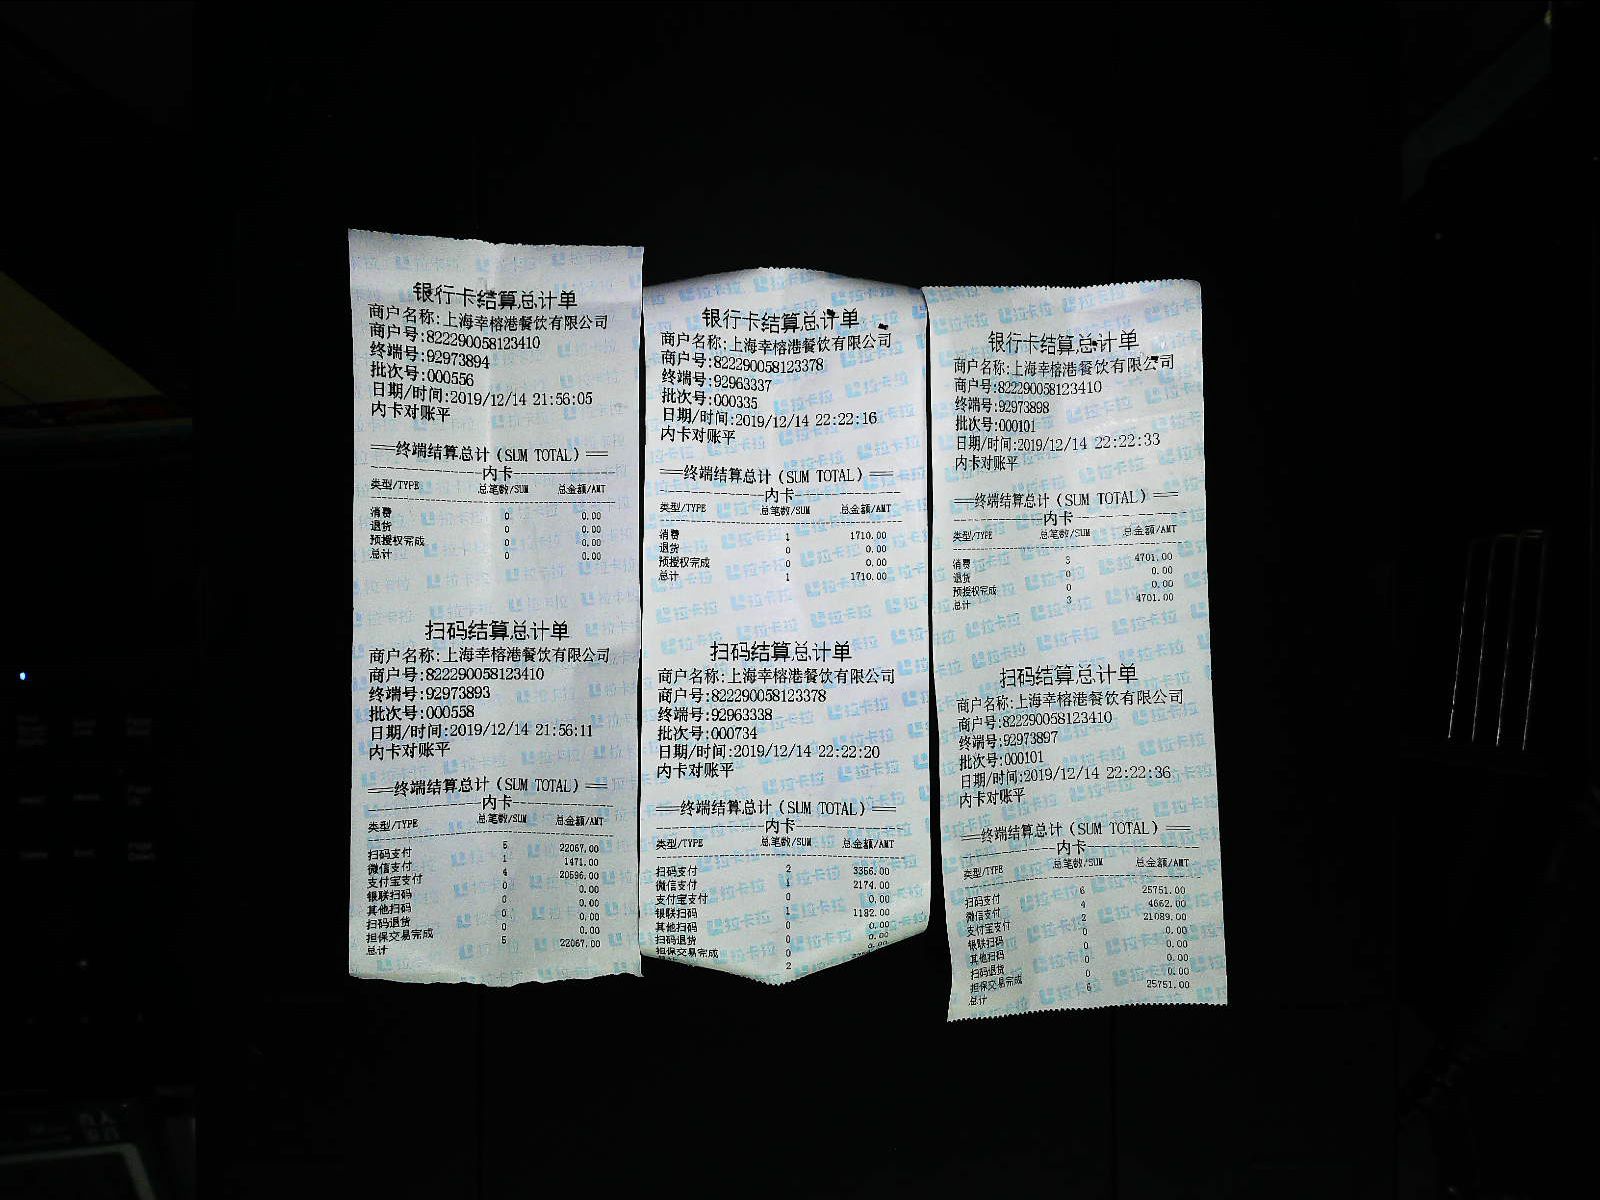 银行卡结算总计单
商户名称:上海幸榕港餐饮有限公司
商户号:822290058123410
终端号:92973894
批次号:000556
日期/时间:2019/12/14 21:56:05
内卡对账平
══终端结算总计(SUM TOTAL)══
内卡
类型/TYPE 总笔数/SUM 总金额/AMT
消费 0 0.00
退货 0 0.00
预授权完成 0 0.00
总计 0 0.00
扫码结算总计单
商户名称:上海幸榕港餐饮有限公司
商户号:822290058123410
终端号:92973893
批次号:000558
日期/时间:2019/12/14 21:56:11
内卡对账平
══终端结算总计(SUM TOTAL)══
内卡
类型/TYPE 总笔数/SUM 总金额/AMT
扫码支付 5 22067.00
微信支付 1 1471.00
支付宝支付 4 20596.00
银联扫码 0 0.00
其他扫码 0 0.00
扫码退货 0 0.00
担保交易完成 0 0.00
总计 5 22067.00
银行卡结算总计单
商户名称:上海幸榕港餐饮有限公司
商户号:822290058123378
终端号:92963337
批次号:000335
日期/时间:2019/12/14 22:22:16
内卡对账平
══终端结算总计(SUM TOTAL)══
内卡
类型/TYPE 总笔数/SUM 总金额/AMT
消费 1 1710.00
退货 0 0.00
预授权完成 0 0.00
总计 1 1710.00
扫码结算总计单
商户名称:上海幸榕港餐饮有限公司
商户号:822290058123378
终端号:92963338
批次号:000734
日期/时间:2019/12/14 22:22:20
内卡对账平
══终端结算总计(SUM TOTAL)══
内卡
类型/TYPE 总笔数/SUM 总金额/AMT
扫码支付 2 3356.00
微信支付 1 2174.00
支付宝支付 0 0.00
银联扫码 1 1182.00
其他扫码 0 0.00
扫码退货 0 0.00
担保交易完成 0
2
银行卡结算总计单
商户名称:上海幸榕港餐饮有限公司
商户号:822290058123410
终端号:92973898
批次号:000101
日期/时间:2019/12/14 22:22:33
内卡对账平
══终端结算总计(SUM TOTAL)══
内卡
类型/TYPE 总笔数/SUM 总金额/AMT
消费 3 4701.00
退货 0 0.00
预授权完成 0 0.00
总计 3 4701.00
扫码结算总计单
商户名称:上海幸榕港餐饮有限公司
商户号:822290058123410
终端号:92973897
批次号:000101
日期/时间:2019/12/14 22:22:36
内卡对账平
══终端结算总计(SUM TOTAL)══
内卡
类型/TYPE 总笔数/SUM 总金额/AMT
扫码支付 6 25751.00
微信支付 4 4662.00
支付宝支付 2 21089.00
银联扫码 0 0.00
其他扫码 0 0.00
扫码退货 0 0.00
担保交易完成 0 0.00
总计 6 25751.00